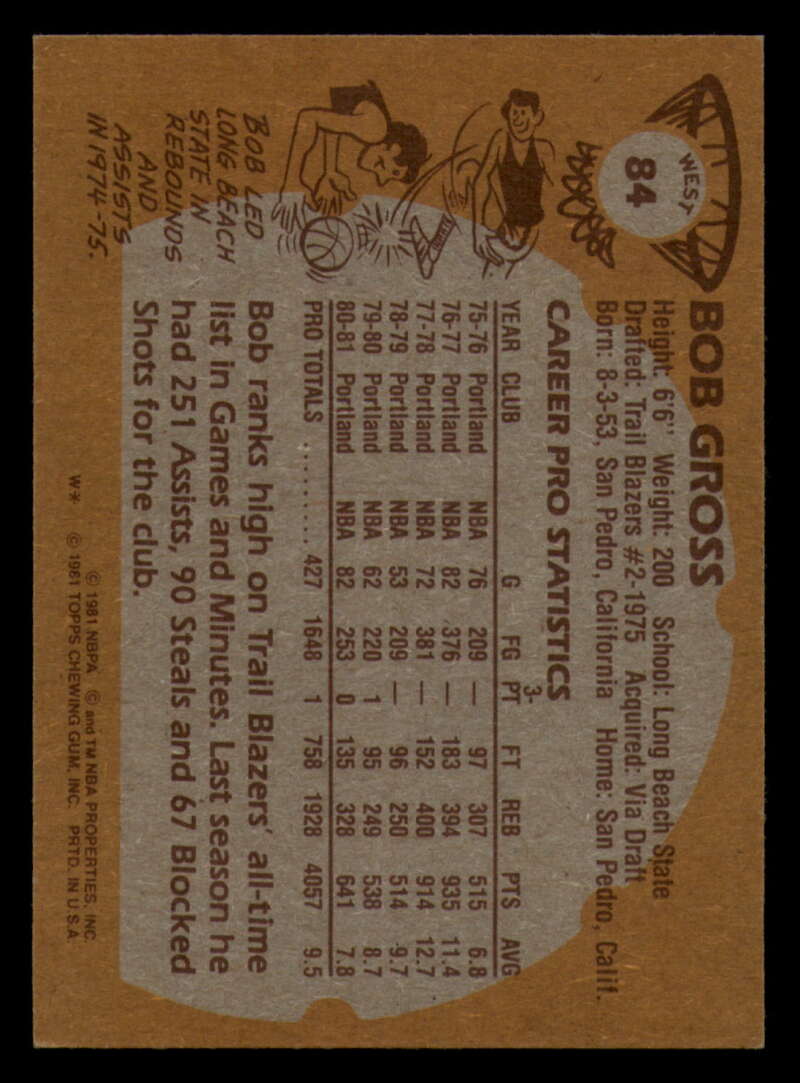 WEST
84
BOB GROSS
Height: 6'6" Weight: 200 School: Long Beach State
Drafted: Trail Blazers #2-1975 Acquired: Via Draft
Born: 8-3-53, San Pedro, California Home: San Pedro, Calif.
CAREER PRO STATISTICS
YEAR CLUB G FG 3-PT FT REB PTS AVG
75-76 Portland NBA 76 209 — 97 307 515 6.8
76-77 Portland NBA 82 376 — 183 394 935 11.4
77-78 Portland NBA 72 381 — 152 400 914 12.7
78-79 Portland NBA 53 209 — 96 250 514 9.7
79-80 Portland NBA 62 220 1 95 249 538 8.7
80-81 Portland NBA 82 253 0 135 328 641 7.8
PRO TOTALS ......... 427 1648 1 758 1928 4057 9.5
Bob ranks high on Trail Blazers' all-time
list in Games and Minutes. Last season he
had 251 Assists, 90 Steals and 67 Blocked
Shots for the club.
BOB LED
LONG BEACH
STATE IN
REBOUNDS
AND
ASSISTS
IN 1974-75.
© 1981 NBPA © and TM NBA PROPERTIES, INC.
W* © 1981 TOPPS CHEWING GUM, INC. PRTD. IN U.S.A.